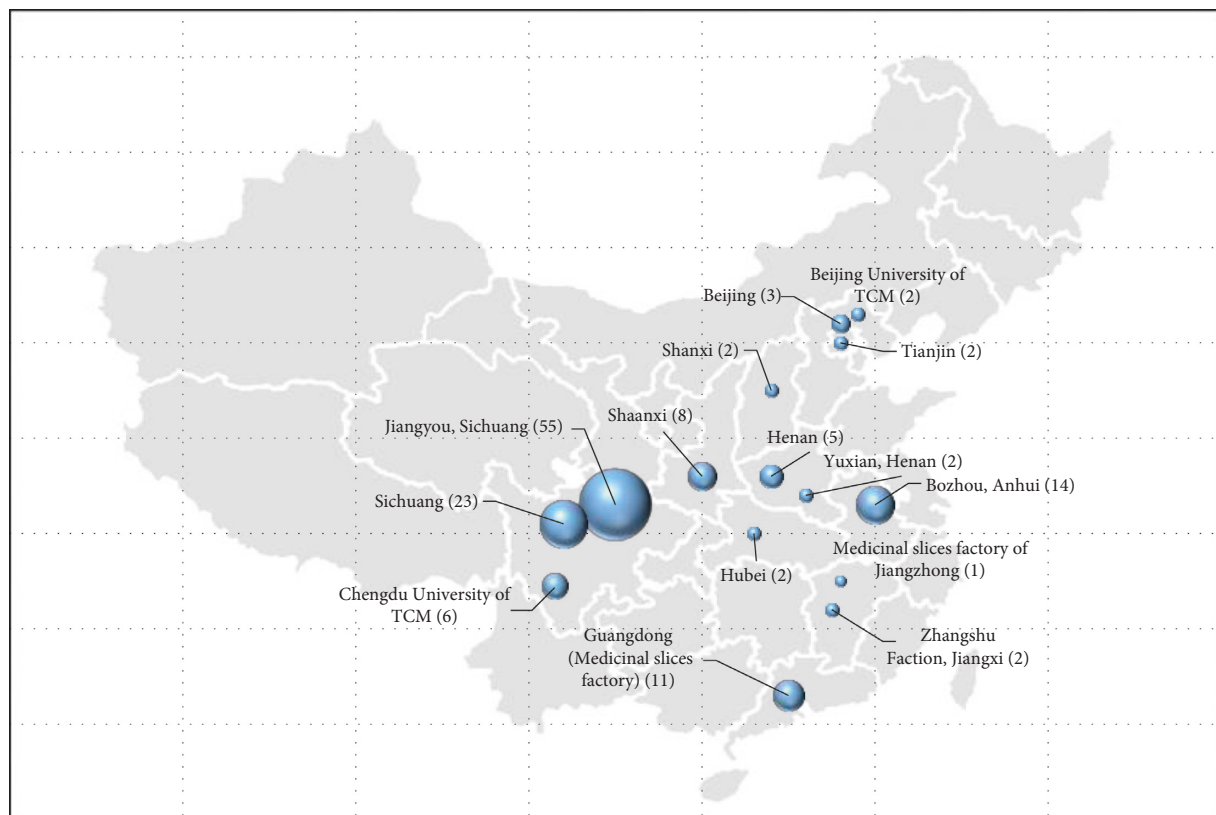 Beijing University of
TCM (2)
Beijing (3)
Tianjin (2)
Shanxi (2)
Shaanxi (8)
Jiangyou, Sichuang (55)
Henan (5)
Yuxian, Henan (2)
Bozhou, Anhui (14)
Sichuang (23)
Medicinal slices factory of
Jiangzhong (1)
Hubei (2)
Chengdu University of
TCM (6)
Guangdong
(Medicinal slices
factory) (11)
Zhangshu
Faction, Jiangxi (2)